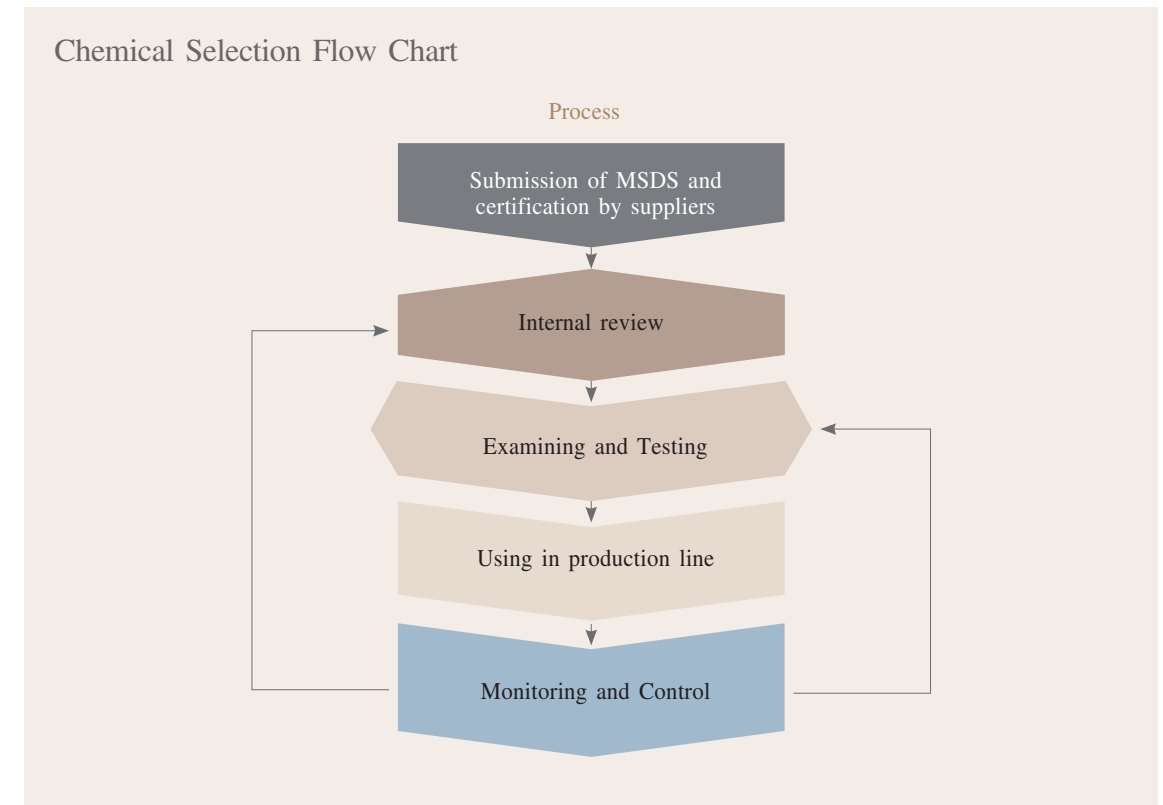 Chemical Selection Flow Chart
Process
Submission of MSDS and
certification by suppliers
Internal review
Examining and Testing
Using in production line
Monitoring and Control